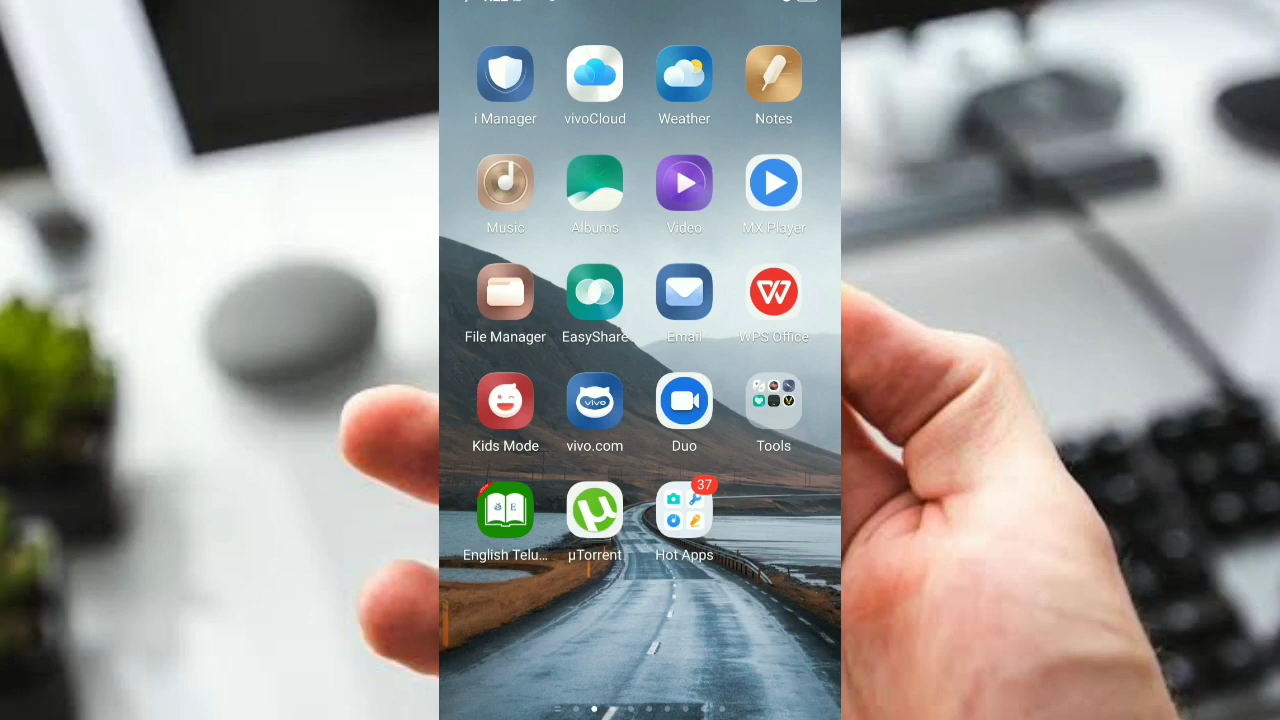 i Manager vivoCloud Weather Notes
Music Albums Video MX Player
File Manager EasyShare Email WPS Office
vivo
Kids Mode vivo.com Duo Tools
37
English Telu... µTorrent Hot Apps